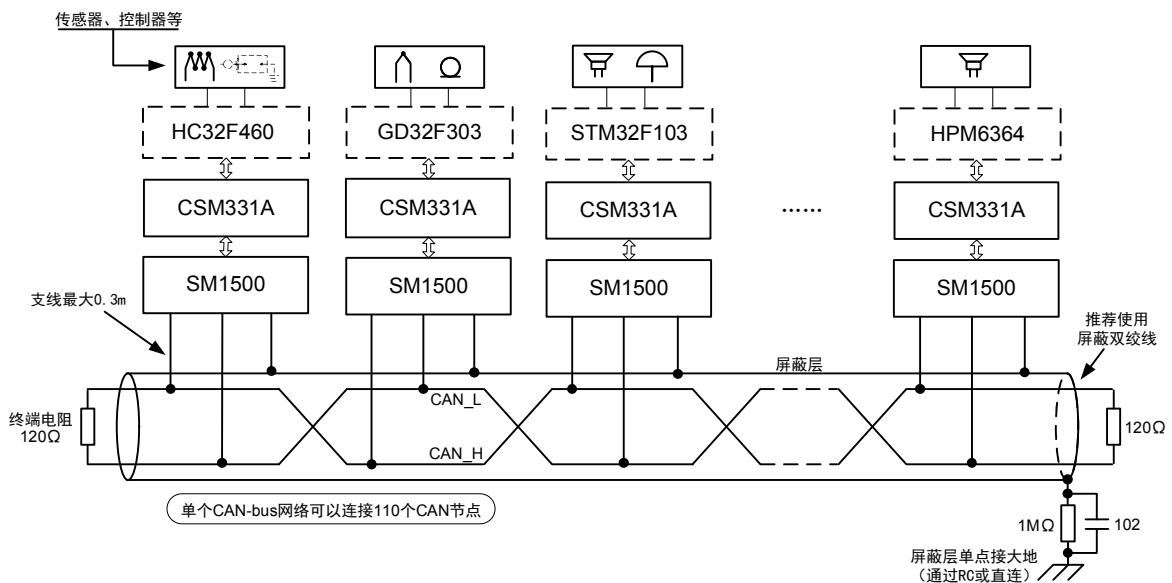 传感器、控制器等
HC32F460
GD32F303
STM32F103
HPM6364
CSM331A
CSM331A
CSM331A
......
CSM331A
SM1500
SM1500
SM1500
SM1500
支线最大0.3m
推荐使用
屏蔽双绞线
屏蔽层
终端电阻
120Ω
CAN_L
CAN_H
120Ω
单个CAN-bus网络可以连接110个CAN节点
1MΩ
102
屏蔽层单点接大地
（通过RC或直连）